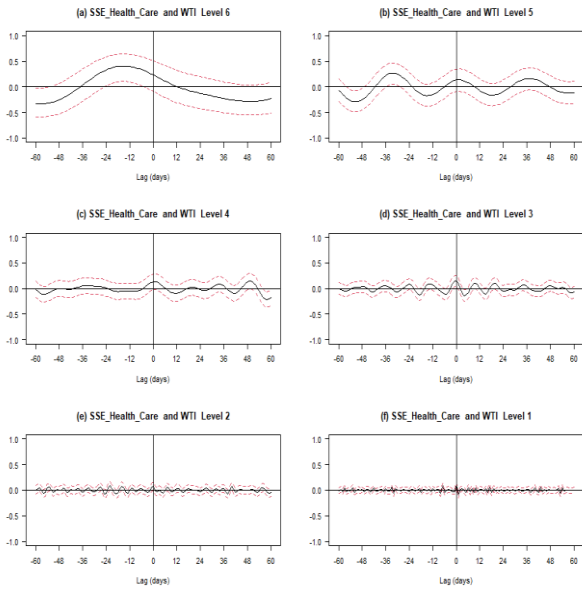 (a) SSE_Health_Care and WTI Level 6
1.0
0.5
0.0
-0.5
-1.0
-60 -48 -36 -24 -12 0 12 24 36 48 60
Lag (days)
(b) SSE_Health_Care and WTI Level 5
1.0
0.5
0.0
-0.5
-1.0
-60 -48 -36 -24 -12 0 12 24 36 48 60
Lag (days)
(c) SSE_Health_Care and WTI Level 4
1.0
0.5
0.0
-0.5
-1.0
-60 -48 -36 -24 -12 0 12 24 36 48 60
Lag (days)
(d) SSE_Health_Care and WTI Level 3
1.0
0.5
0.0
-0.5
-1.0
-60 -48 -36 -24 -12 0 12 24 36 48 60
Lag (days)
(e) SSE_Health_Care and WTI Level 2
1.0
0.5
0.0
-0.5
-1.0
-60 -48 -36 -24 -12 0 12 24 36 48 60
Lag (days)
(f) SSE_Health_Care and WTI Level 1
1.0
0.5
0.0
-0.5
-1.0
-60 -48 -36 -24 -12 0 12 24 36 48 60
Lag (days)